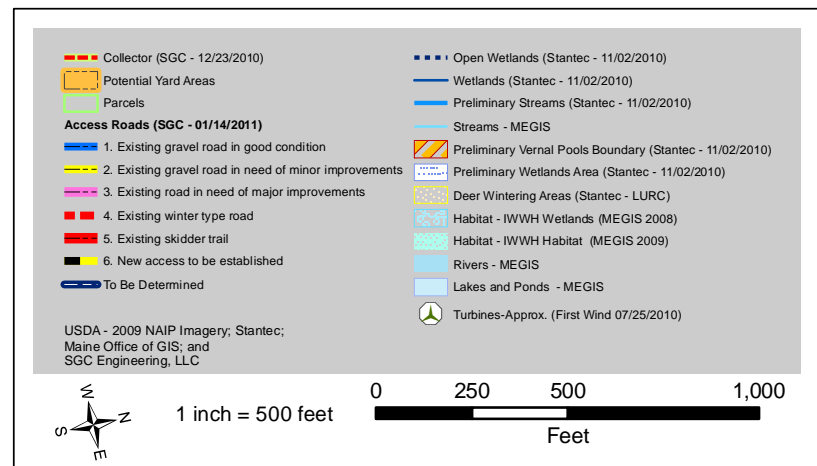 Collector (SGC - 12/23/2010)
Potential Yard Areas
Parcels
Access Roads (SGC - 01/14/2011)
1. Existing gravel road in good condition
2. Existing gravel road in need of minor improvements
3. Existing road in need of major improvements
4. Existing winter type road
5. Existing skidder trail
6. New access to be established
To Be Determined
USDA - 2009 NAIP Imagery; Stantec;
Maine Office of GIS; and
SGC Engineering, LLC
Open Wetlands (Stantec - 11/02/2010)
Wetlands (Stantec - 11/02/2010)
Preliminary Streams (Stantec - 11/02/2010)
Streams - MEGIS
Preliminary Vernal Pools Boundary (Stantec - 11/02/2010)
Preliminary Wetlands Area (Stantec - 11/02/2010)
Deer Wintering Areas (Stantec - LURC)
Habitat - IWWH Wetlands (MEGIS 2008)
Habitat - IWWH Habitat (MEGIS 2009)
Rivers - MEGIS
Lakes and Ponds - MEGIS
Turbines-Approx. (First Wind 07/25/2010)
W
N
S
E
1 inch = 500 feet
0 250 500 1,000
Feet